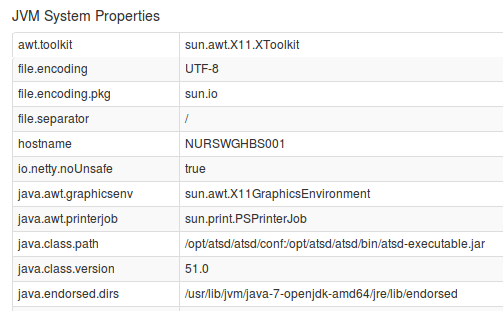 JVM System Properties
awt.toolkit sun.awt.X11.XToolkit
file.encoding UTF-8
file.encoding.pkg sun.io
file.separator /
hostname NURSWGHBS001
io.netty.noUnsafe true
java.awt.graphicsenv sun.awt.X11GraphicsEnvironment
java.awt.printerjob sun.print.PSPrinterJob
java.class.path /opt/atsd/atsd/conf:/opt/atsd/atsd/bin/atsd-executable.jar
java.class.version 51.0
java.endorsed.dirs /usr/lib/jvm/java-7-openjdk-amd64/jre/lib/endorsed